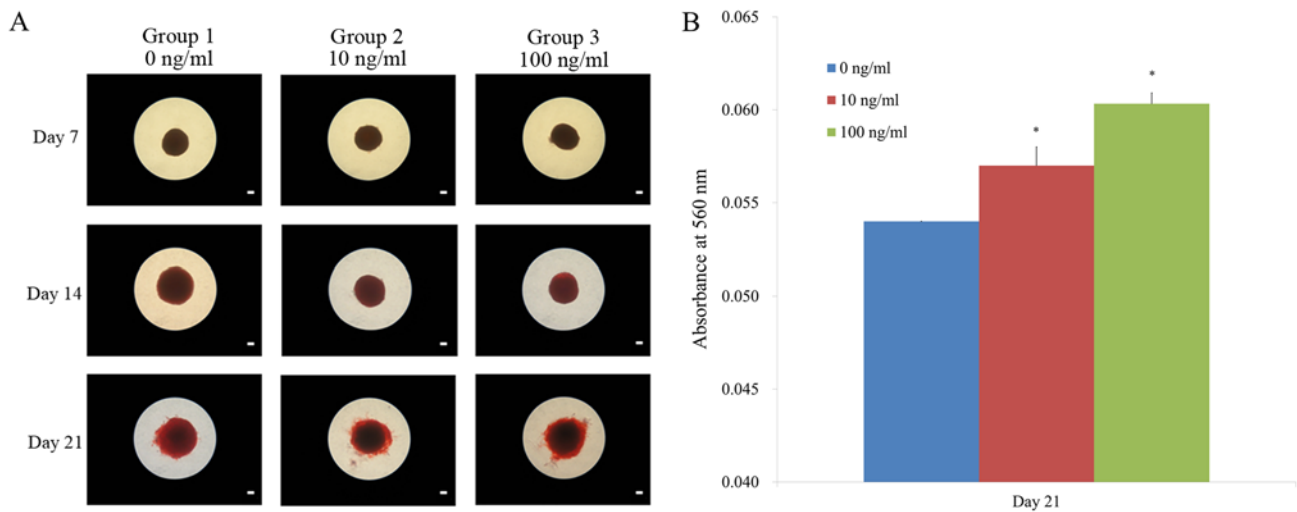 A
Group 1
0 ng/ml
Group 2
10 ng/ml
Group 3
100 ng/ml
Day 7
Day 14
Day 21
B
Absorbance at 560 nm
0.065
0.060
0.055
0.050
0.045
0.040
0 ng/ml
10 ng/ml
100 ng/ml
*
*
Day 21